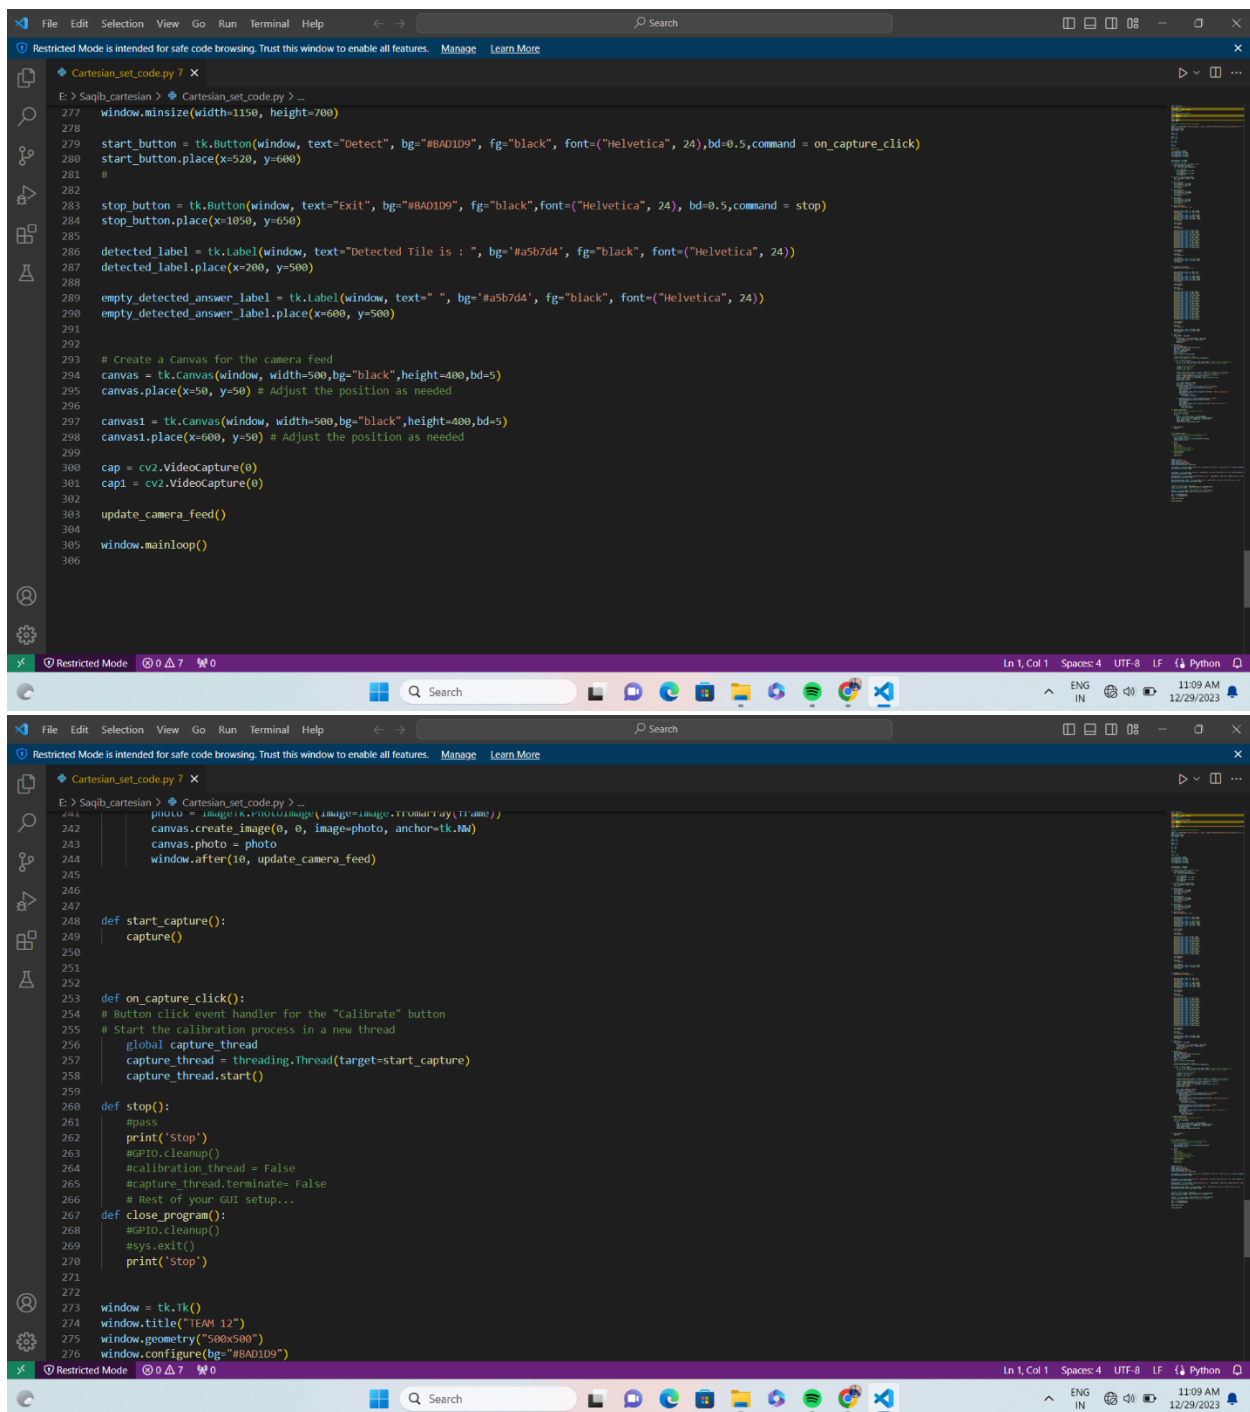 File Edit Selection View Go Run Terminal Help
Search
Restricted Mode is intended for safe code browsing. Trust this window to enable all features. Manage Learn More
Cartesian_set_code.py 7
E: > Saqib_cartesian > Cartesian_set_code.py > ...
277 window.minsize(width=1150, height=700)
278
279 start_button = tk.Button(window, text="Detect", bg="#BAD1D9", fg="black", font=("Helvetica", 24),bd=0.5,command = on_capture_click)
280 start_button.place(x=520, y=600)
281 #
282
283 stop_button = tk.Button(window, text="Exit", bg="#BAD1D9", fg="black",font=("Helvetica", 24), bd=0.5,command = stop)
284 stop_button.place(x=1050, y=650)
285
286 detected_label = tk.Label(window, text="Detected Tile is : ", bg='#a5b7d4', fg="black", font=("Helvetica", 24))
287 detected_label.place(x=200, y=500)
288
289 empty_detected_answer_label = tk.Label(window, text=" ", bg='#a5b7d4', fg="black", font=("Helvetica", 24))
290 empty_detected_answer_label.place(x=600, y=500)
291
292
293 # Create a Canvas for the camera feed
294 canvas = tk.Canvas(window, width=500,bg="black",height=400,bd=5)
295 canvas.place(x=50, y=50) # Adjust the position as needed
296
297 canvas1 = tk.Canvas(window, width=500,bg="black",height=400,bd=5)
298 canvas1.place(x=600, y=50) # Adjust the position as needed
299
300 cap = cv2.VideoCapture(0)
301 cap1 = cv2.VideoCapture(0)
302
303 update_camera_feed()
304
305 window.mainloop()
306
Restricted Mode 0 7 0 Ln 1, Col 1 Spaces: 4 UTF-8 LF Python
Search
ENG IN
11:09 AM
12/29/2023
File Edit Selection View Go Run Terminal Help
Search
Restricted Mode is intended for safe code browsing. Trust this window to enable all features. Manage Learn More
Cartesian_set_code.py 7
E: > Saqib_cartesian > Cartesian_set_code.py > ...
241 photo = ImageTk.PhotoImage(image=Image.fromarray(frame))
242 canvas.create_image(0, 0, image=photo, anchor=tk.NW)
243 canvas.photo = photo
244 window.after(10, update_camera_feed)
245
246
247
248 def start_capture():
249 capture()
250
251
252
253 def on_capture_click():
254 # Button click event handler for the "Calibrate" button
255 # Start the calibration process in a new thread
256 global capture_thread
257 capture_thread = threading.Thread(target=start_capture)
258 capture_thread.start()
259
260 def stop():
261 #pass
262 print('Stop')
263 #GPIO.cleanup()
264 #calibration_thread = False
265 #capture_thread.terminate= False
266 # Rest of your GUI setup...
267 def close_program():
268 #GPIO.cleanup()
269 #sys.exit()
270 print('Stop')
271
272
273 window = tk.Tk()
274 window.title("TEAM 12")
275 window.geometry("500x500")
276 window.configure(bg="#BAD1D9")
Restricted Mode 0 7 0 Ln 1, Col 1 Spaces: 4 UTF-8 LF Python
Search
ENG IN
11:09 AM
12/29/2023